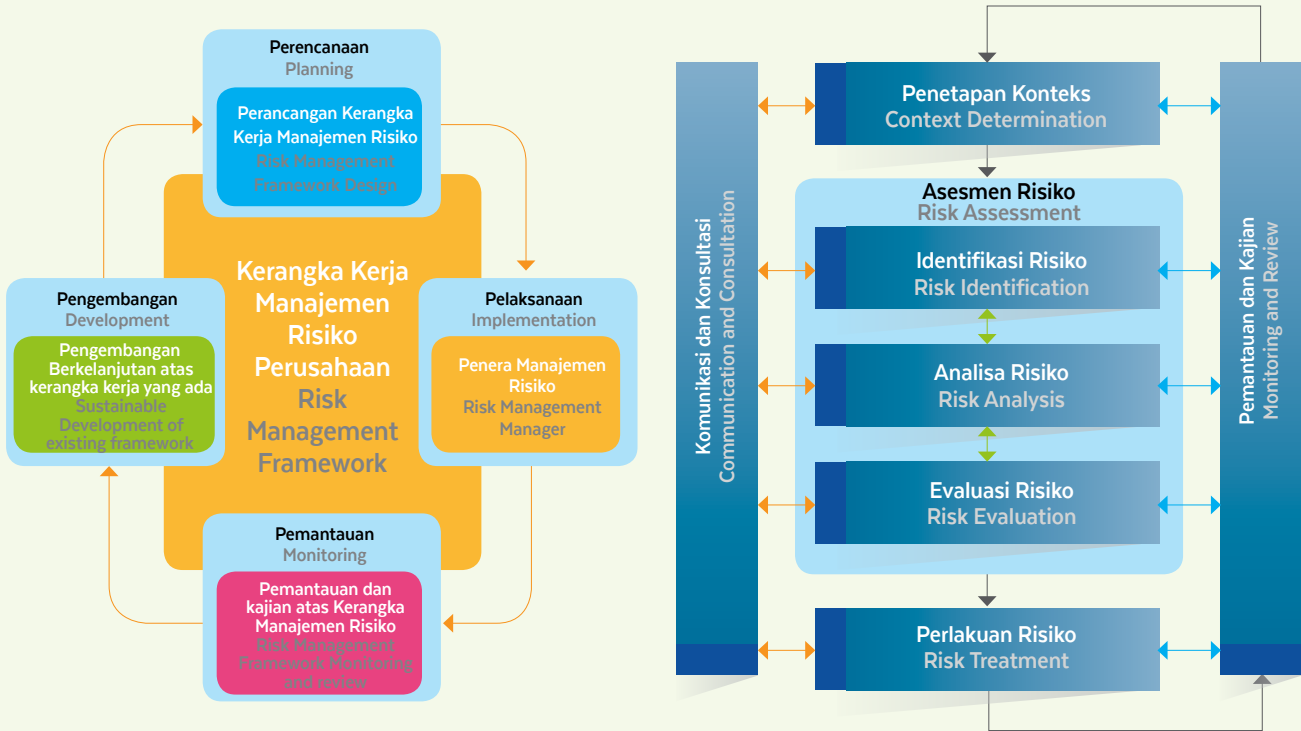 Perencanaan
Planning
Perancangan Kerangka
Kerja Manajemen Risiko
Risk Management
Framework Design
Kerangka Kerja
Manajemen
Risiko
Perusahaan
Risk
Management
Framework
Pengembangan
Development
Pengembangan
Berkelanjutan atas
kerangka kerja yang ada
Sustainable
Development of
existing framework
Pelaksanaan
Implementation
Penera Manajemen
Risiko
Risk Management
Manager
Pemantauan
Monitoring
Pemantauan dan
kajian atas Kerangka
Manajemen Risiko
Risk Management
Framework Monitoring
and review
Komunikasi dan Konsultasi
Communication and Consultation
Penetapan Konteks
Context Determination
Asesmen Risiko
Risk Assessment
Identifikasi Risiko
Risk Identification
Analisa Risiko
Risk Analysis
Evaluasi Risiko
Risk Evaluation
Perlakuan Risiko
Risk Treatment
Pemantauan dan Kajian
Monitoring and Review